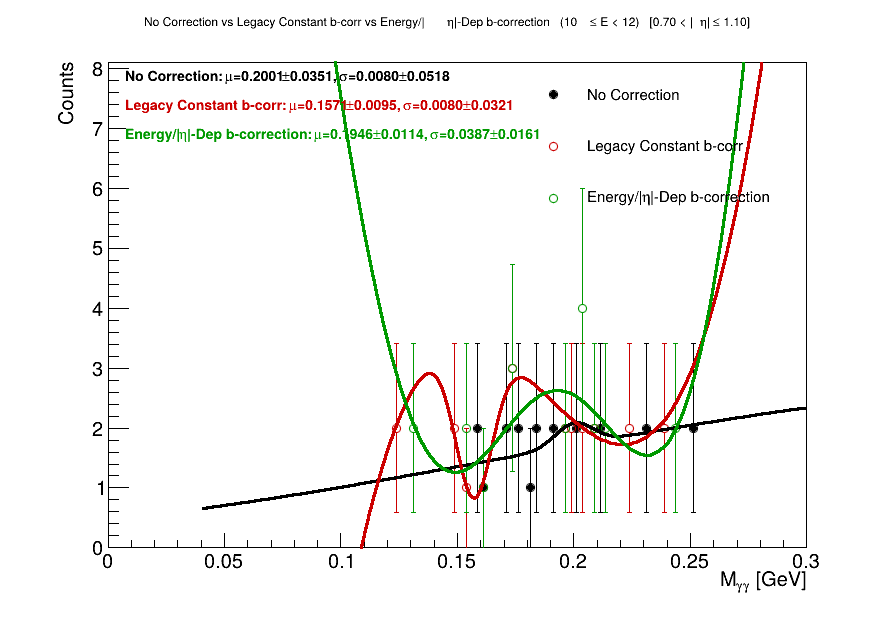 No Correction vs Legacy Constant b-corr vs Energy/| η|-Dep b-correction (10 ≤ E < 12) [0.70 < | η| ≤ 1.10]
Counts
8
7
6
5
4
3
2
1
0
No Correction: μ=0.2001±0.0351, σ=0.0080±0.0518
Legacy Constant b-corr: μ=0.1571±0.0095, σ=0.0080±0.0321
Energy/|η|-Dep b-correction: μ=0.1946±0.0114, σ=0.0387±0.0161
No Correction
Legacy Constant b-corr
Energy/|η|-Dep b-correction
0 0.05 0.1 0.15 0.2 0.25 0.3
Mγγ [GeV]